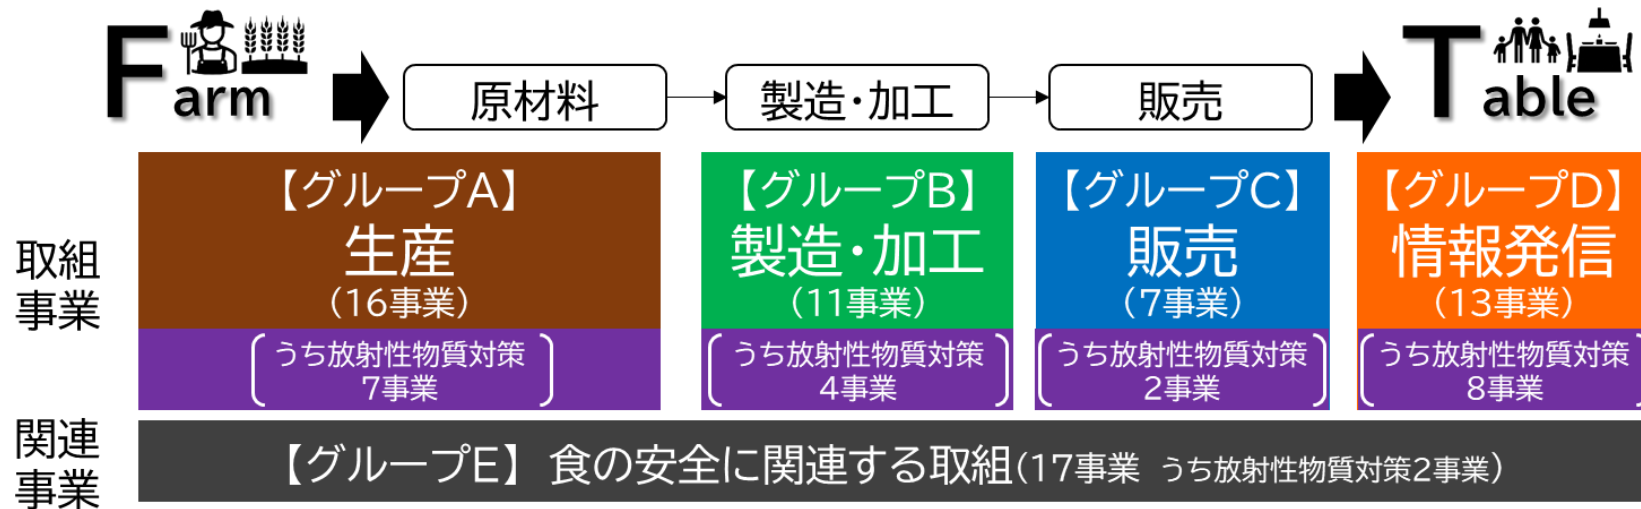 Farm
原材料
製造・加工
販売
Table
取組
事業
【グループA】
生産
(16事業)
うち放射性物質対策
7事業
【グループB】
製造・加工
(11事業)
うち放射性物質対策
4事業
【グループC】
販売
(7事業)
うち放射性物質対策
2事業
【グループD】
情報発信
(13事業)
うち放射性物質対策
8事業
関連
事業
【グループE】 食の安全に関連する取組(17事業 うち放射性物質対策2事業)